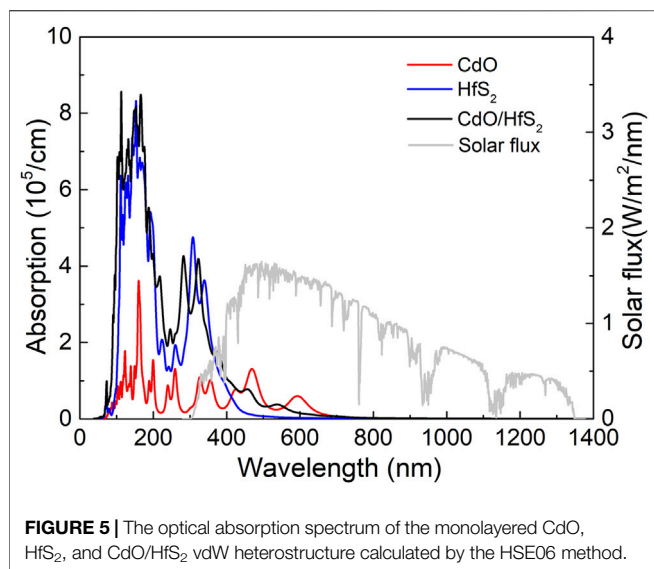 10
8
6
4
2
0
Absorption (10⁵/cm)
CdO
HfS₂
CdO/HfS₂
Solar flux
4
3
2
1
0
Solar flux(W/m²/nm)
0 200 400 600 800 1000 1200 1400
Wavelength (nm)
FIGURE 5 | The optical absorption spectrum of the monolayered CdO,
HfS₂, and CdO/HfS₂ vdW heterostructure calculated by the HSE06 method.